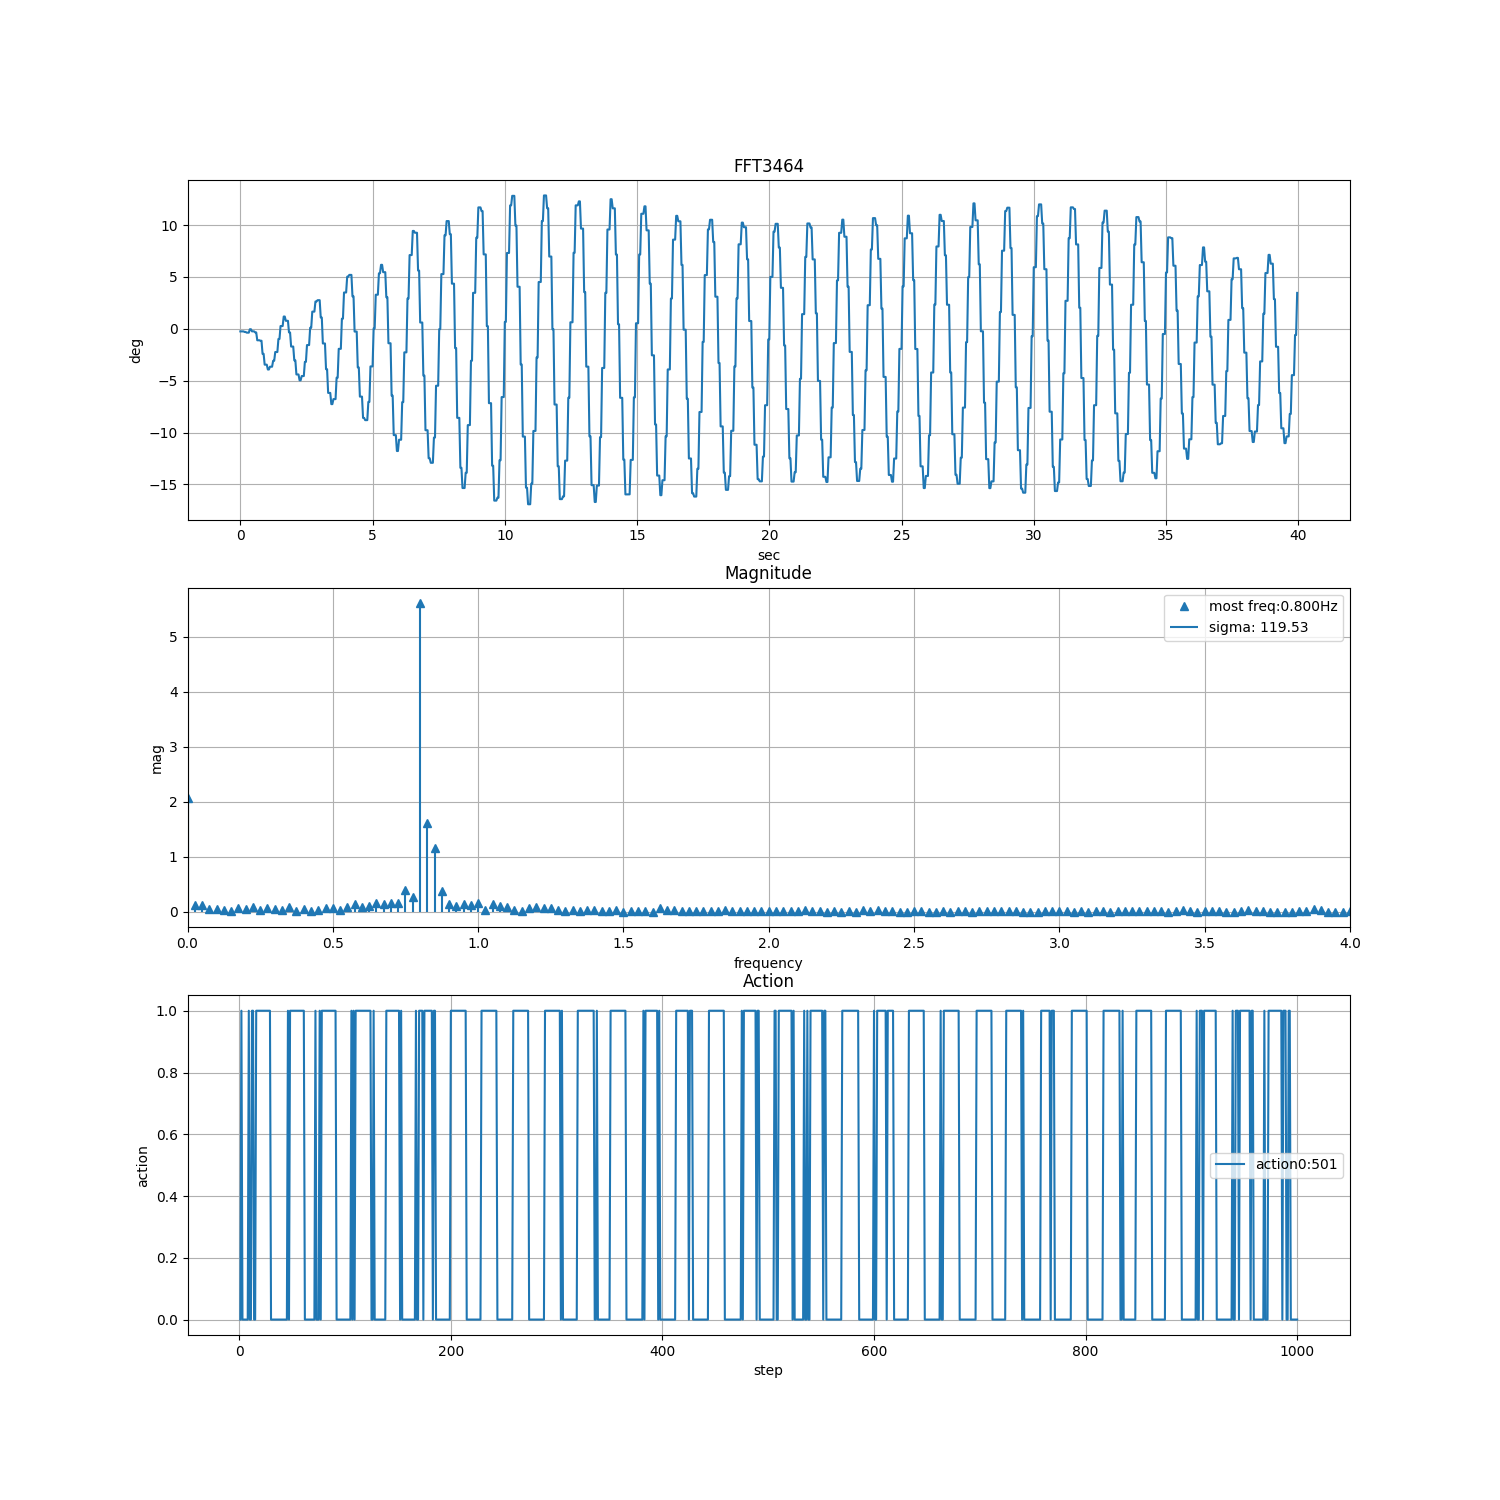 FFT3464
10
5
0
−5
−10
−15
deg
0 5 10 15 20 25 30 35 40
sec
Magnitude
most freq:0.800Hz
sigma: 119.53
5
4
3
2
1
0
mag
0.0 0.5 1.0 1.5 2.0 2.5 3.0 3.5 4.0
frequency
Action
1.0
0.8
0.6
0.4
0.2
0.0
action
action0:501
0 200 400 600 800 1000
step